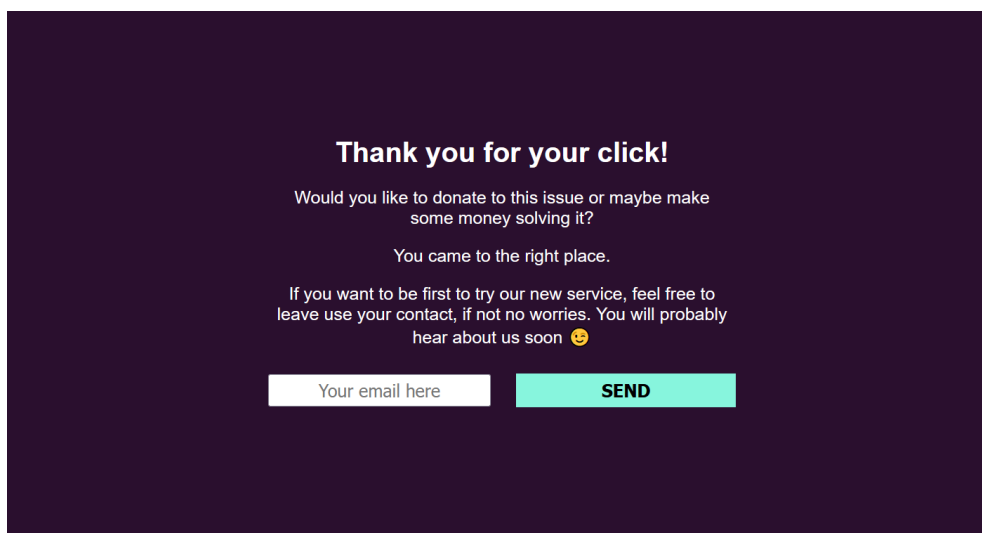 Thank you for your click!
Would you like to donate to this issue or maybe make
some money solving it?
You came to the right place.
If you want to be first to try our new service, feel free to
leave use your contact, if not no worries. You will probably
hear about us soon 😉
Your email here
SEND